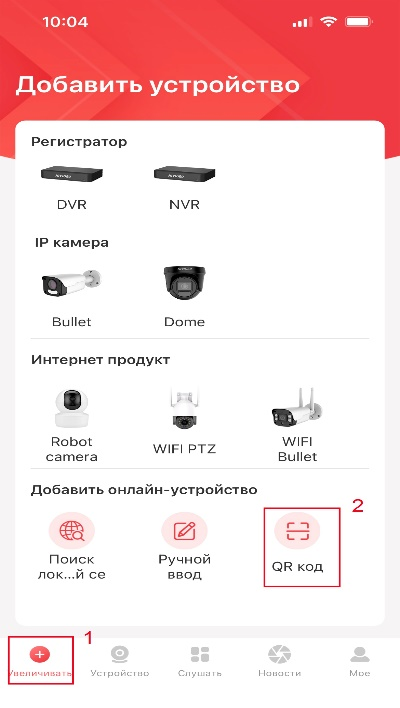 10:04
Добавить устройство
Регистратор
DVR
NVR
IP камера
Bullet
Dome
Интернет продукт
Robot
camera
WIFI PTZ
WIFI
Bullet
Добавить онлайн-устройство
2
Поиск
лок...й се
Ручной
ввод
QR код
1
Увеличивать
Устройство
Слушать
Новости
Мое